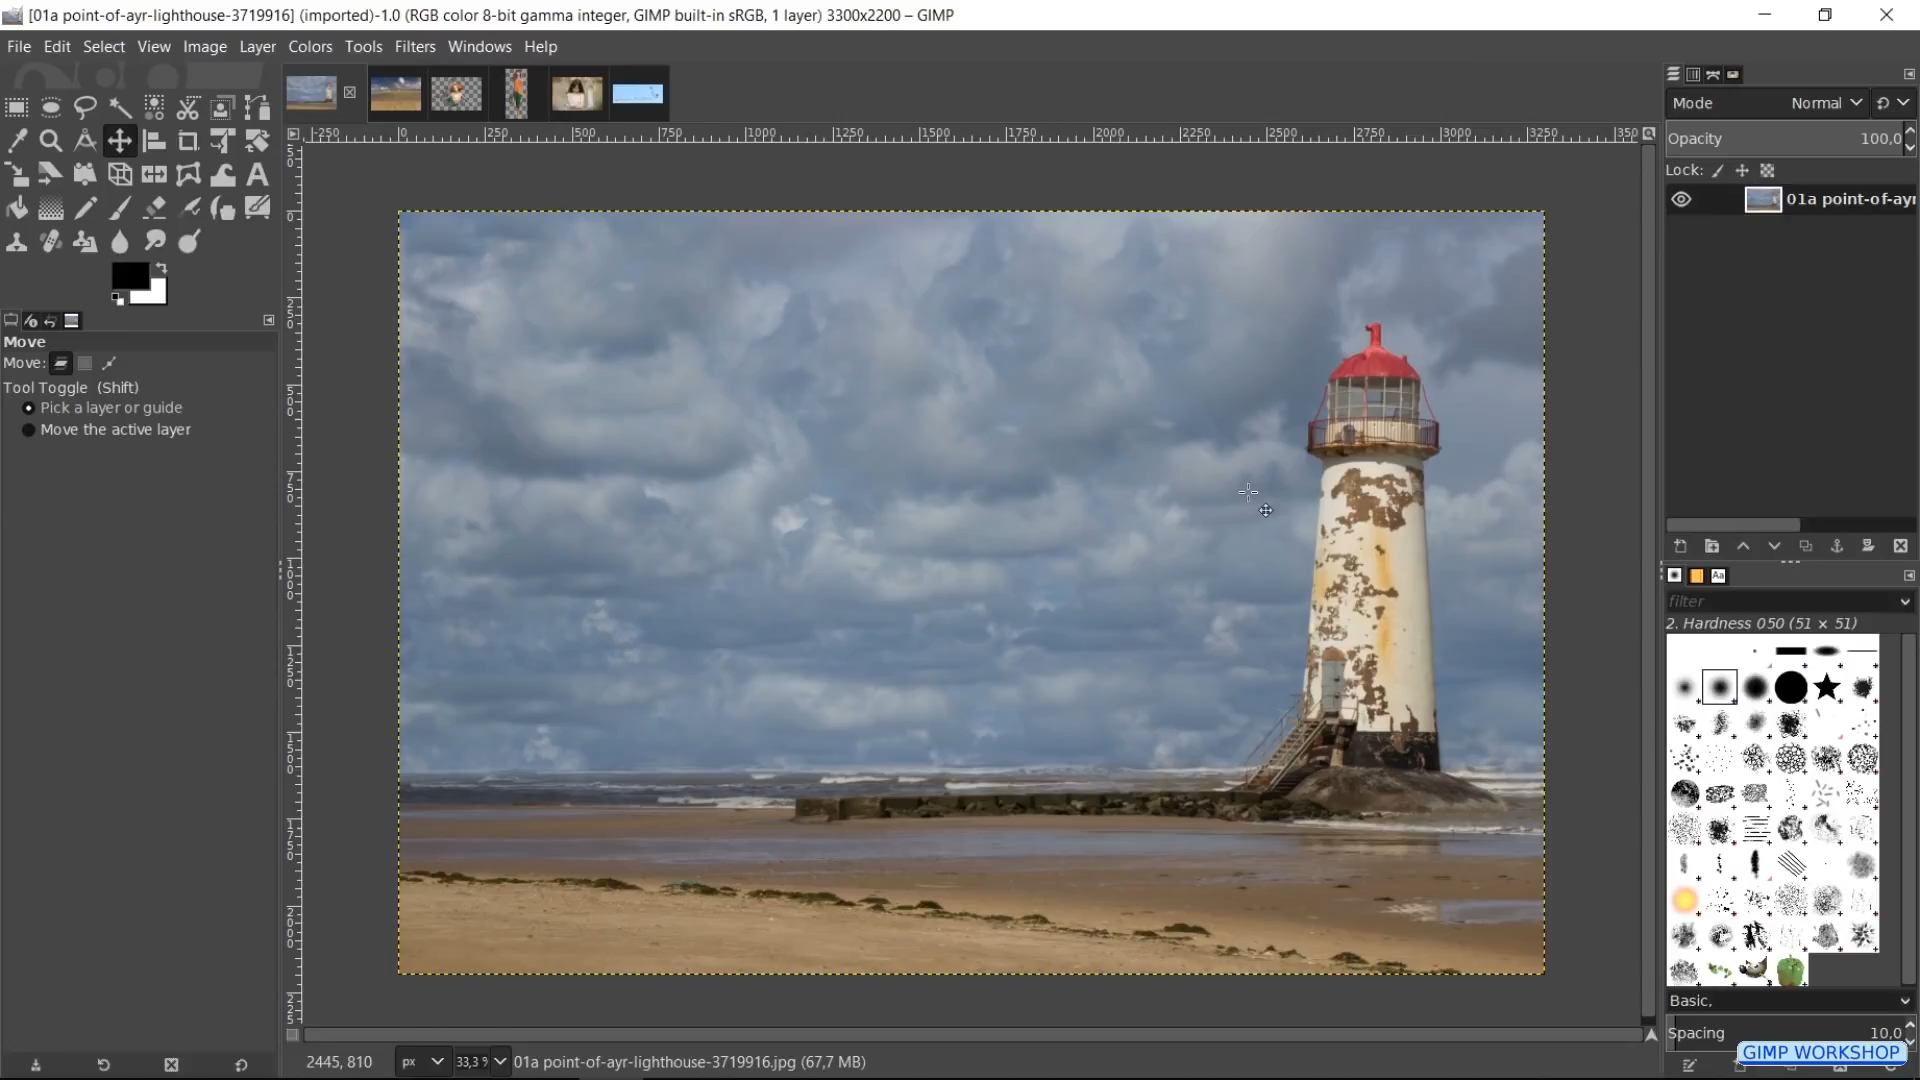 [01a point-of-ayr-lighthouse-3719916] (imported)-1.0 (RGB color 8-bit gamma integer, GIMP built-in sRGB, 1 layer) 3300x2200 – GIMP
File Edit Select View Image Layer Colors Tools Filters Windows Help
Mode Normal
-250 0 250 500 750 1000 1250 1500 1750 2000 2250 2500 2750 3000 3250 350
Opacity 100,0
Lock:
01a point-of-ayr
Move
Move:
Tool Toggle (Shift)
Pick a layer or guide
Move the active layer
filter
2. Hardness 050 (51 × 51)
Basic,
Spacing 10,0
GIMP WORKSHOP
2445, 810 px 33,3 01a point-of-ayr-lighthouse-3719916.jpg (67,7 MB)